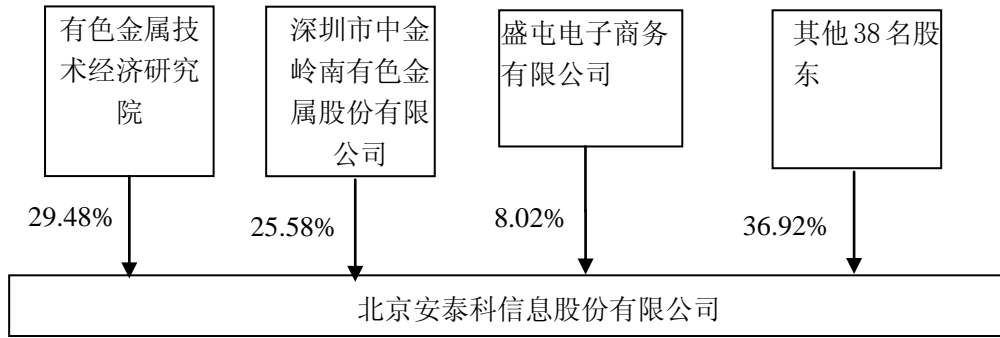 有色金属技
术经济研究
院
深圳市中金
岭南有色金
属股份有限
公司
盛屯电子商务
有限公司
其他38名股
东
29.48%
25.58%
8.02%
36.92%
北京安泰科信息股份有限公司